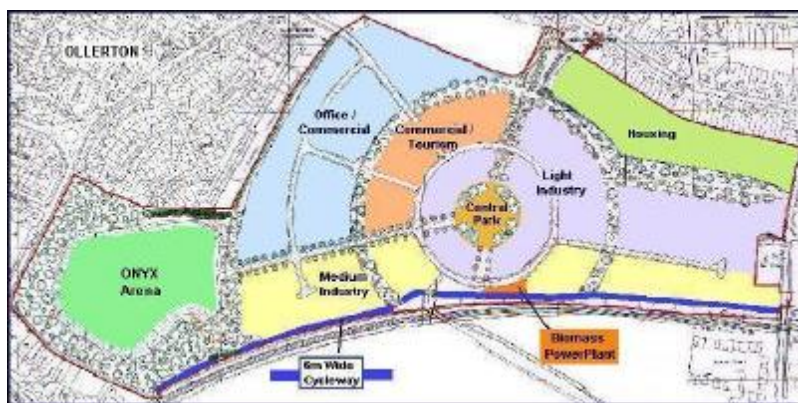 OLLERTON
Office /
Commercial
Commercial /
Tourism
Housing
Light
Industry
Central
Park
ONYX
Arena
Medium
Industry
Biomass
PowerPlant
6m Wide
Cycleway